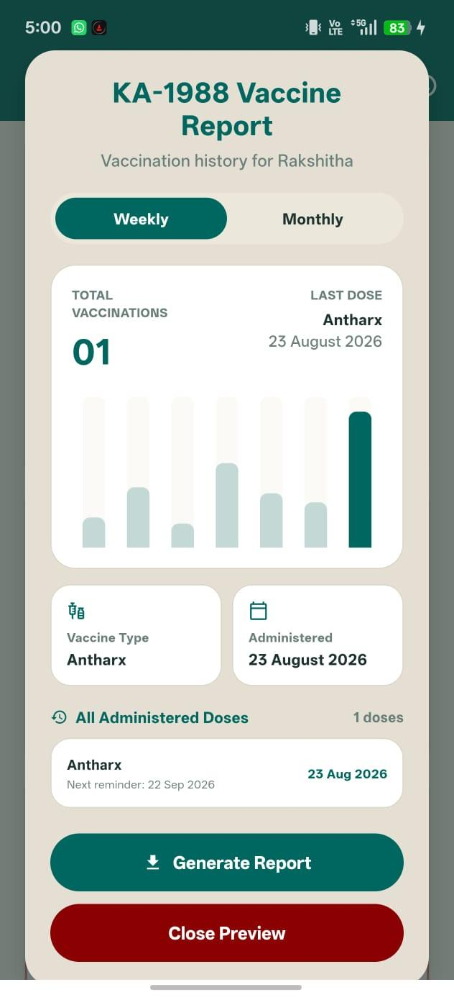 5:00
Vo
LTE
5G
83
KA-1988 Vaccine
Report
Vaccination history for Rakshitha
Weekly
Monthly
TOTAL
VACCINATIONS
01
LAST DOSE
Antharx
23 August 2026
Vaccine Type
Antharx
Administered
23 August 2026
All Administered Doses
1 doses
Antharx
Next reminder: 22 Sep 2026
23 Aug 2026
Generate Report
Close Preview